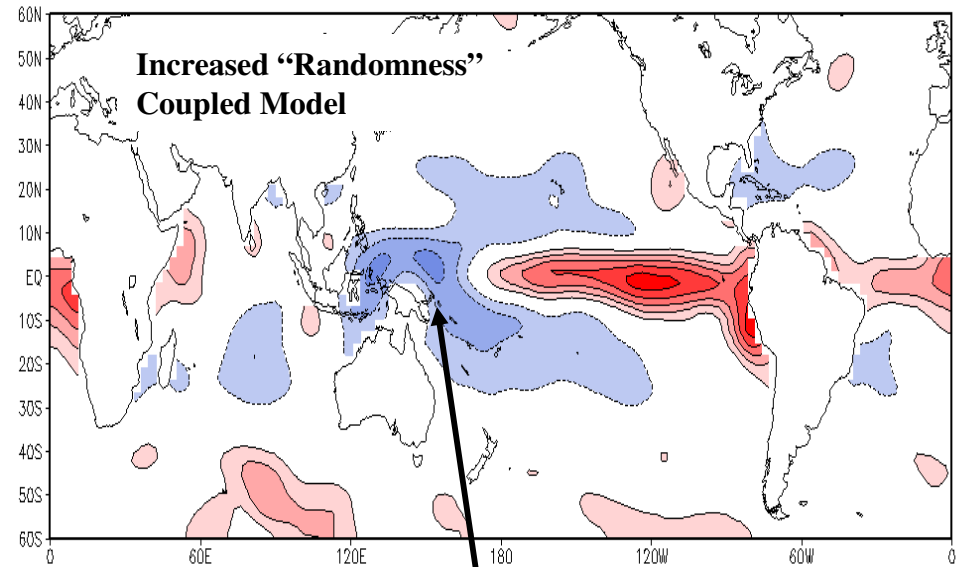 60N
Increased “Randomness”
50N
Coupled Model
40N
30N
20N
10N
EQ
10S
20S
30S
40S
50S
60S
0 60E 120E 180 120W 60W 0